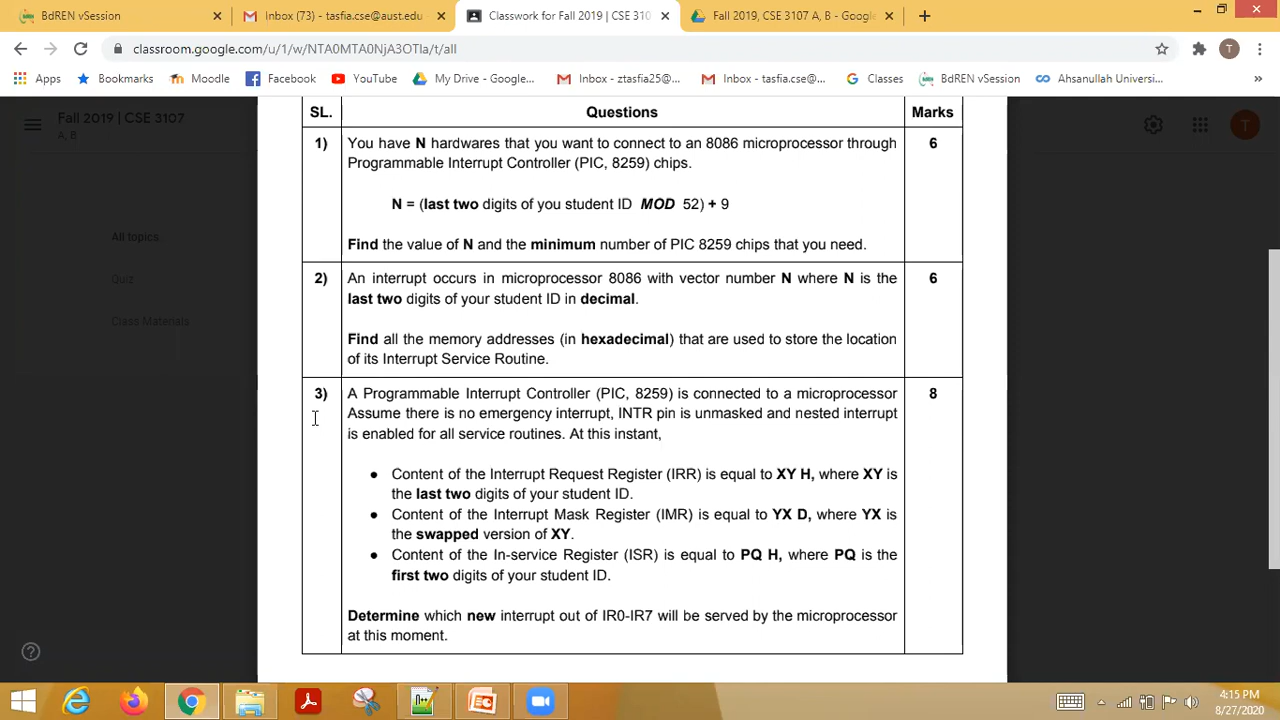 BdREN vSession
Inbox (73) - tasfia.cse@aust.edu
Classwork for Fall 2019 | CSE 310
Fall 2019, CSE 3107 A, B - Google
classroom.google.com/u/1/w/NTA0MTA0NjA3OTIa/t/all
T
Apps
Bookmarks
Moodle
Facebook
YouTube
My Drive - Google...
Inbox - ztasfia25@...
Inbox - tasfia.cse@...
Classes
BdREN vSession
Ahsanullah Universi...
»
Fall 2019 | CSE 3107
A, B
T
All topics
Quiz
Class Materials
SL. Questions Marks
1) You have N hardwares that you want to connect to an 8086 microprocessor through 6
Programmable Interrupt Controller (PIC, 8259) chips.
N = (last two digits of you student ID MOD 52) + 9
Find the value of N and the minimum number of PIC 8259 chips that you need.
2) An interrupt occurs in microprocessor 8086 with vector number N where N is the 6
last two digits of your student ID in decimal.
Find all the memory addresses (in hexadecimal) that are used to store the location
of its Interrupt Service Routine.
3) A Programmable Interrupt Controller (PIC, 8259) is connected to a microprocessor 8
Assume there is no emergency interrupt, INTR pin is unmasked and nested interrupt
is enabled for all service routines. At this instant,
● Content of the Interrupt Request Register (IRR) is equal to XY H, where XY is
the last two digits of your student ID.
● Content of the Interrupt Mask Register (IMR) is equal to YX D, where YX is
the swapped version of XY.
● Content of the In-service Register (ISR) is equal to PQ H, where PQ is the
first two digits of your student ID.
Determine which new interrupt out of IR0-IR7 will be served by the microprocessor
at this moment.
4:15 PM
8/27/2020